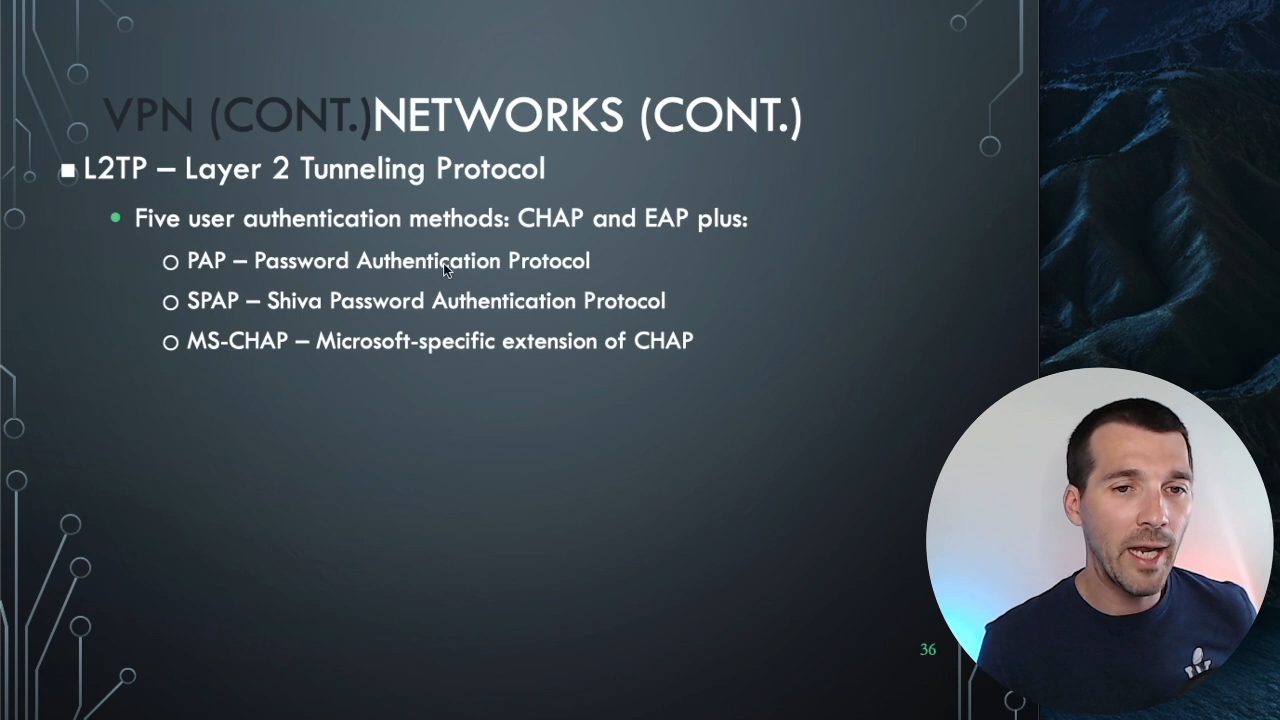 VPN (CONT.)NETWORKS (CONT.)
L2TP – Layer 2 Tunneling Protocol
Five user authentication methods: CHAP and EAP plus:
PAP – Password Authentication Protocol
SPAP – Shiva Password Authentication Protocol
MS-CHAP – Microsoft-specific extension of CHAP
36